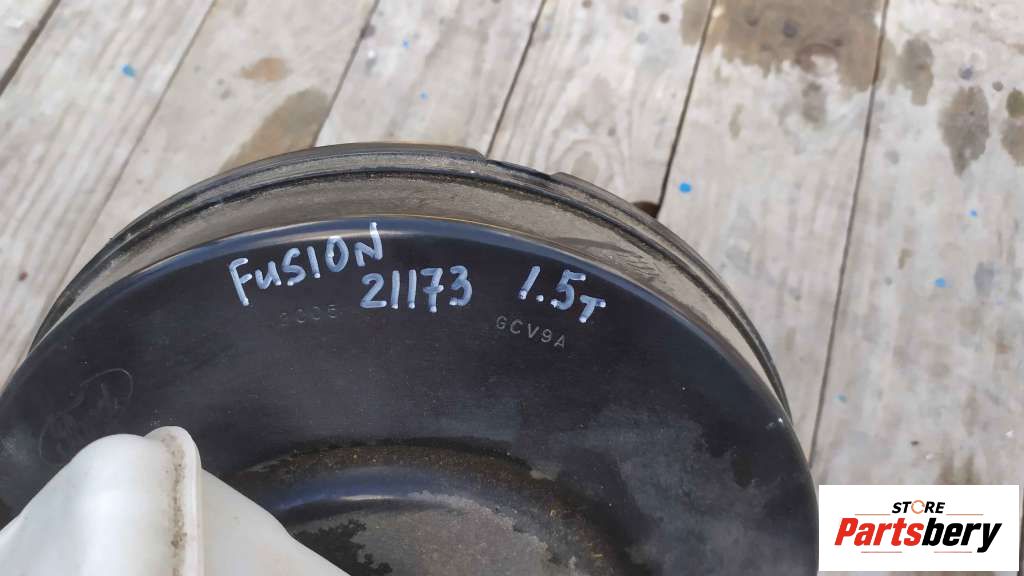 FUSION
21173 1.5T
GCV9A
STORE
Partsbery